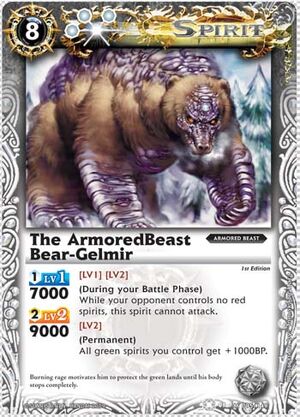 8
SPIRIT
The ArmoredBeast
Bear-Gelmir
ARMORED BEAST
1st Edition
1 LV1
7000
[LV1] [LV2]
(During your Battle Phase)
While your opponent controls no red
spirits, this spirit cannot attack.
2 LV2
9000
[LV2]
(Permanent)
All green spirits you control get +1000BP.
Burning rage motivates him to protect the green lands until his body
stops completely.